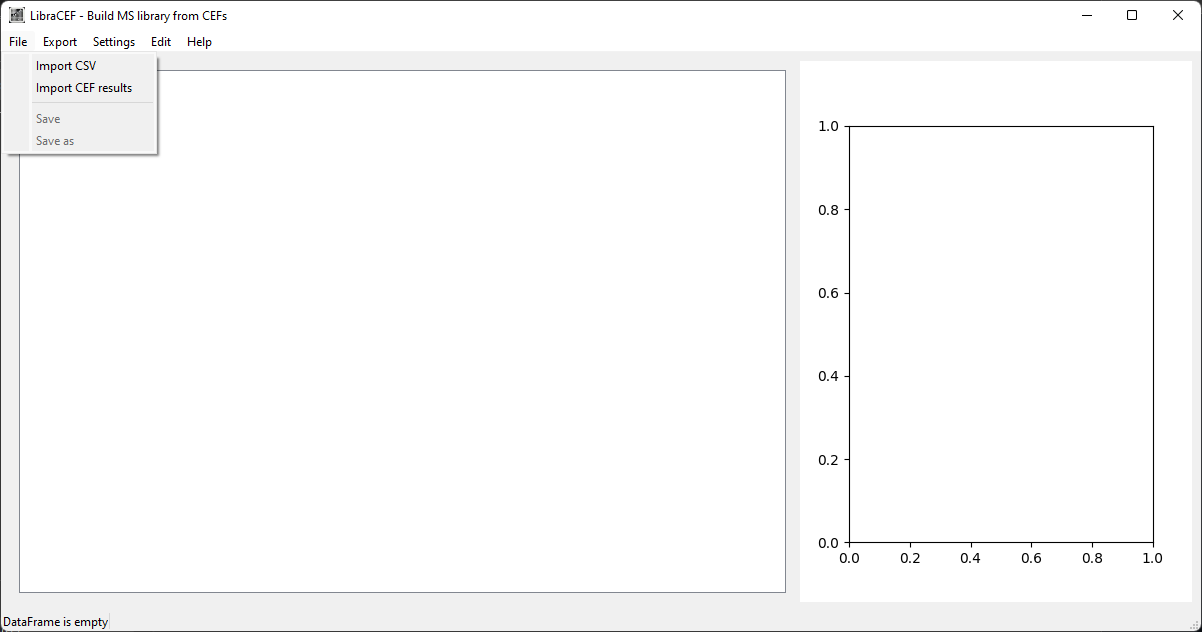 LibraCEF - Build MS library from CEFs
File Export Settings Edit Help
Import CSV
Import CEF results
Save
Save as
1.0
0.8
0.6
0.4
0.2
0.0
0.0 0.2 0.4 0.6 0.8 1.0
DataFrame is empty